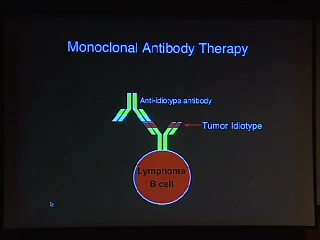 Monoclonal Antibody Therapy
Anti-idiotype antibody
Tumor Idiotype
Lymphoma
B cell